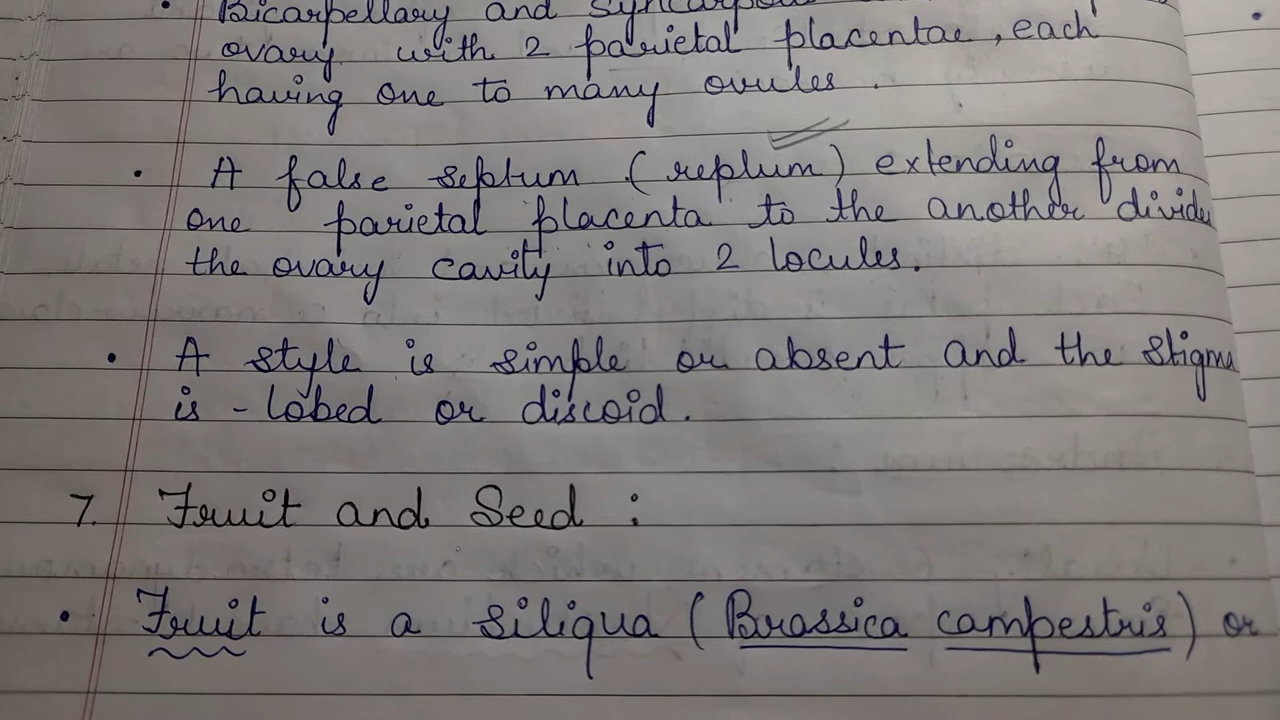 • Bicarpellary and
ovary with 2 parietal placentae, each
having one to many ovules.
• A false septum (replum) extending from
one parietal placenta to the another divide
the ovary cavity into 2 locules.
• A style is simple or absent and the stigma
is - lobed or discoid.
7. Fruit and Seed :
• Fruit is a siliqua (Brassica campestris) or